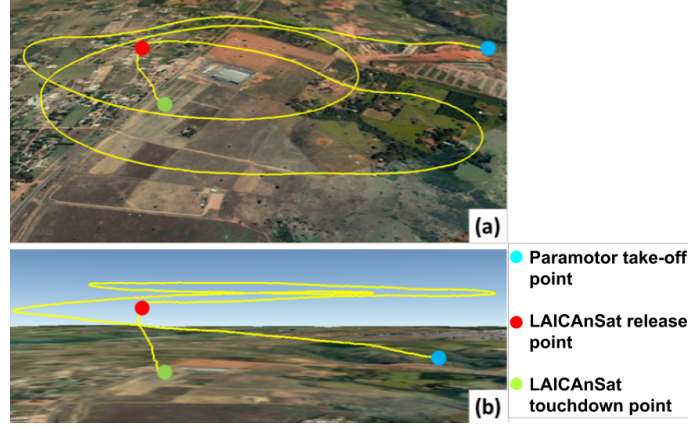 (a)
(b)
Paramotor take-off
point
LAICAnSat release
point
LAICAnSat
touchdown point